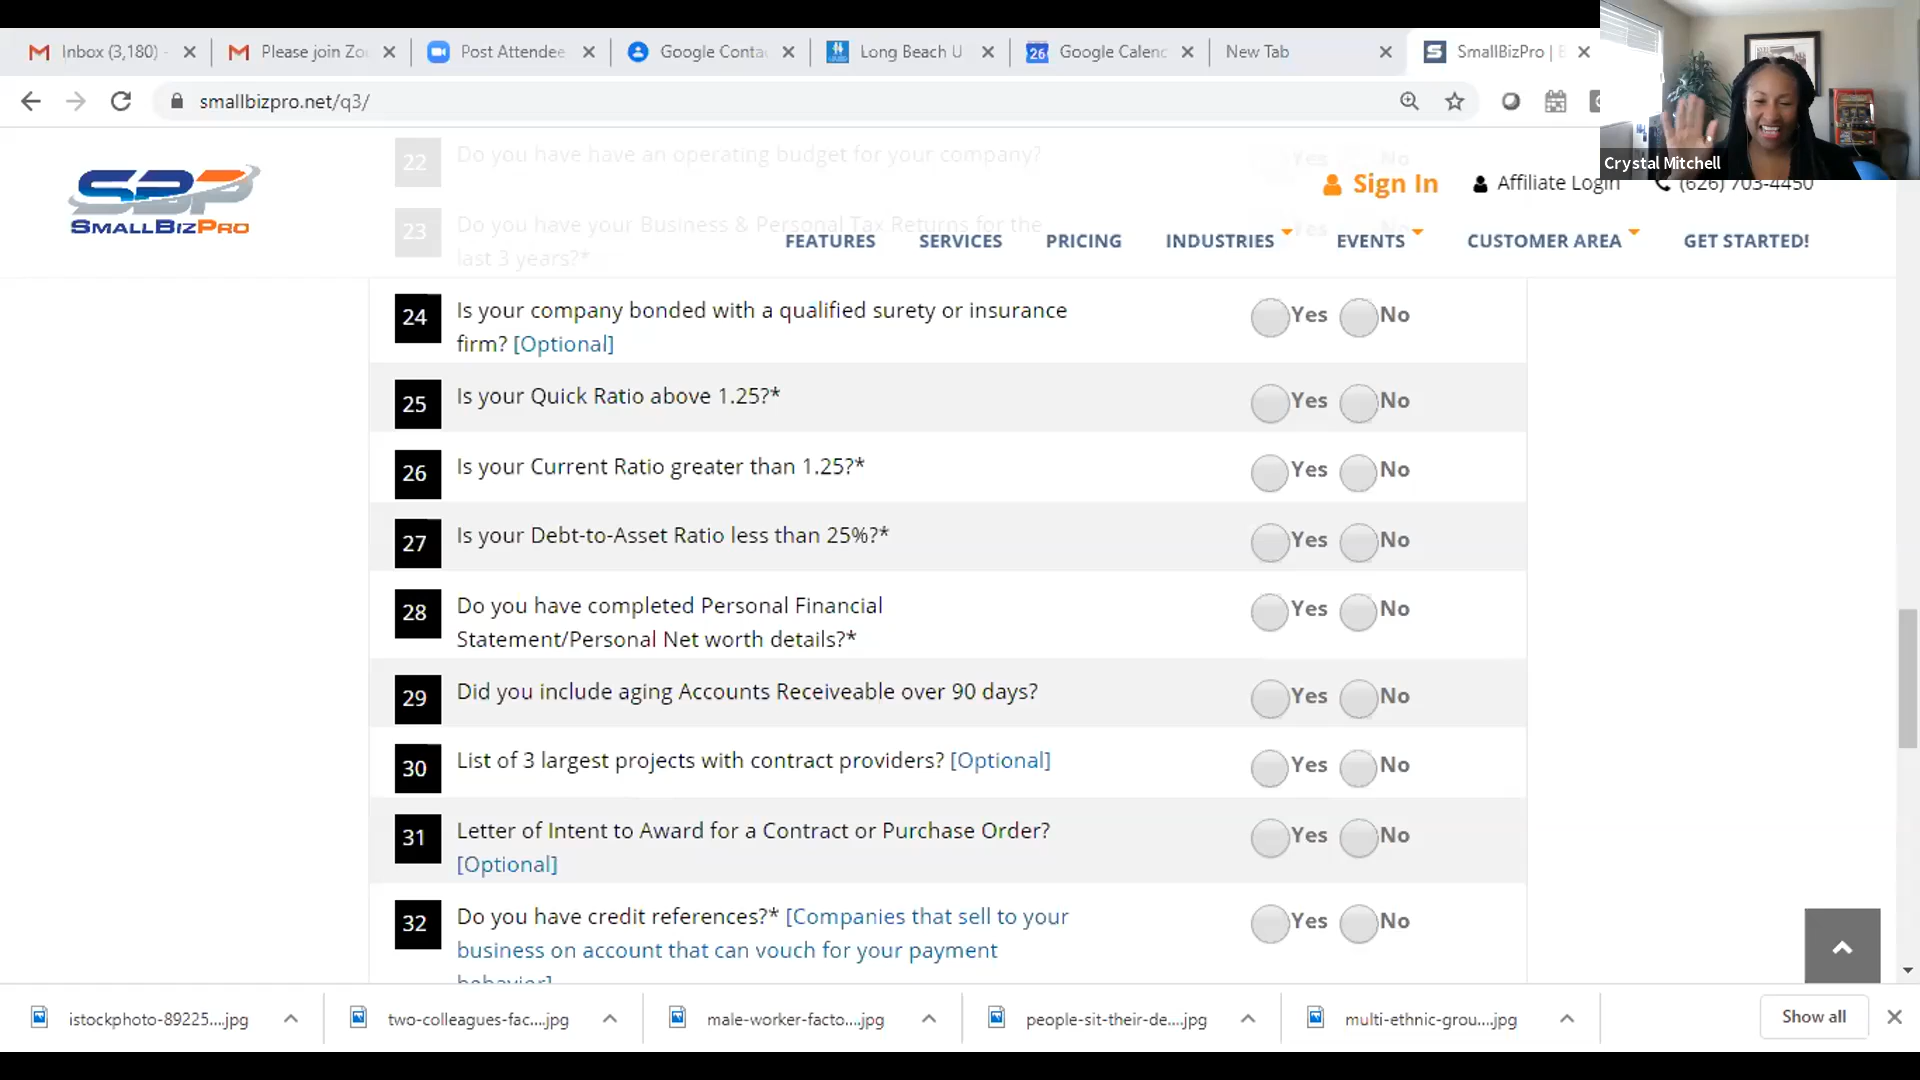 Inbox (3,180) -
Please join Zo
Post Attendee
Google Conta
Long Beach U
26 Google Calend
New Tab
SmallBizPro |
smallbizpro.net/q3/
Crystal Mitchell
SBP
SMALLBIZPRO
Sign In
Affiliate Login
(626) 703-4450
FEATURES
SERVICES
PRICING
INDUSTRIES
EVENTS
CUSTOMER AREA
GET STARTED!
22 Do you have have an operating budget for your company? Yes No
23 Do you have your Business & Personal Tax Returns for the
last 3 years?*
24 Is your company bonded with a qualified surety or insurance Yes No
firm? [Optional]
25 Is your Quick Ratio above 1.25?* Yes No
26 Is your Current Ratio greater than 1.25?* Yes No
27 Is your Debt-to-Asset Ratio less than 25%?* Yes No
28 Do you have completed Personal Financial Yes No
Statement/Personal Net worth details?*
29 Did you include aging Accounts Receiveable over 90 days? Yes No
30 List of 3 largest projects with contract providers? [Optional] Yes No
31 Letter of Intent to Award for a Contract or Purchase Order? Yes No
[Optional]
32 Do you have credit references?* [Companies that sell to your Yes No
business on account that can vouch for your payment
behavior]
istockphoto-89225....jpg
two-colleagues-fac....jpg
male-worker-facto....jpg
people-sit-their-de....jpg
multi-ethnic-grou....jpg
Show all